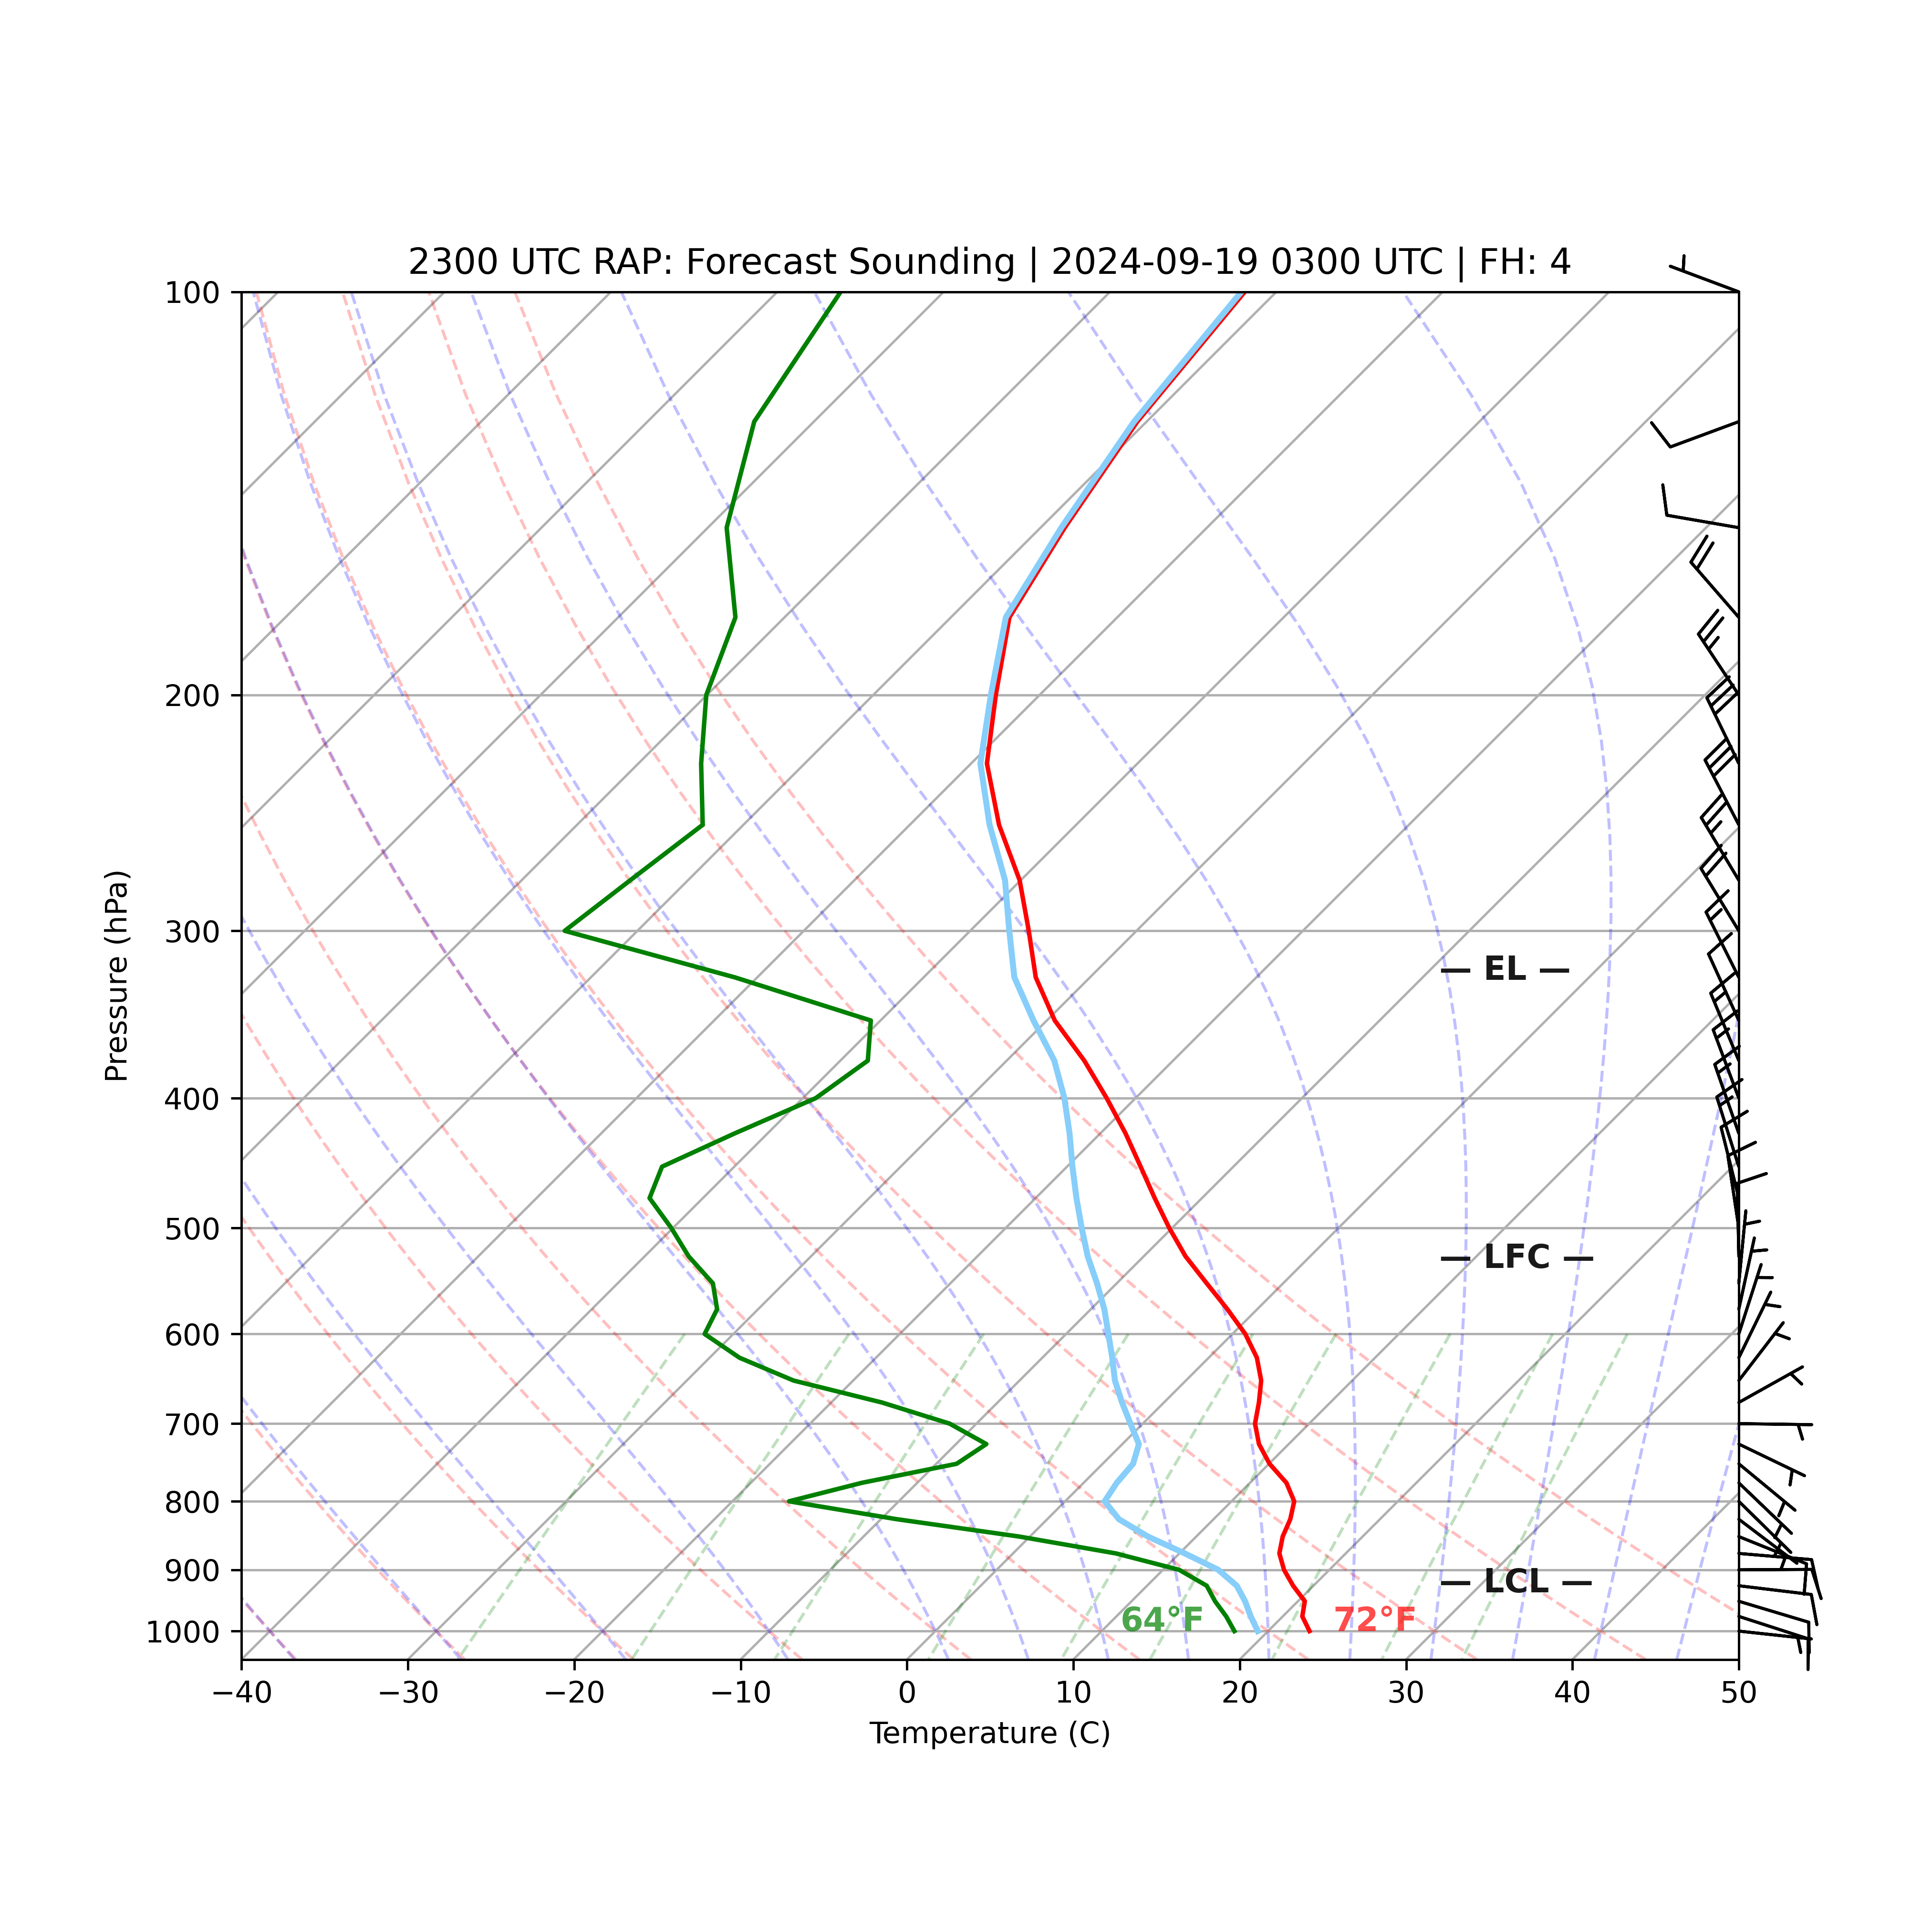 2300 UTC RAP: Forecast Sounding | 2024-09-19 0300 UTC | FH: 4
100
200
300
— EL —
400
500
— LFC —
600
700
800
900
— LCL —
64°F 72°F
1000
−40 −30 −20 −10 0 10 20 30 40 50
Temperature (C)
Pressure (hPa)